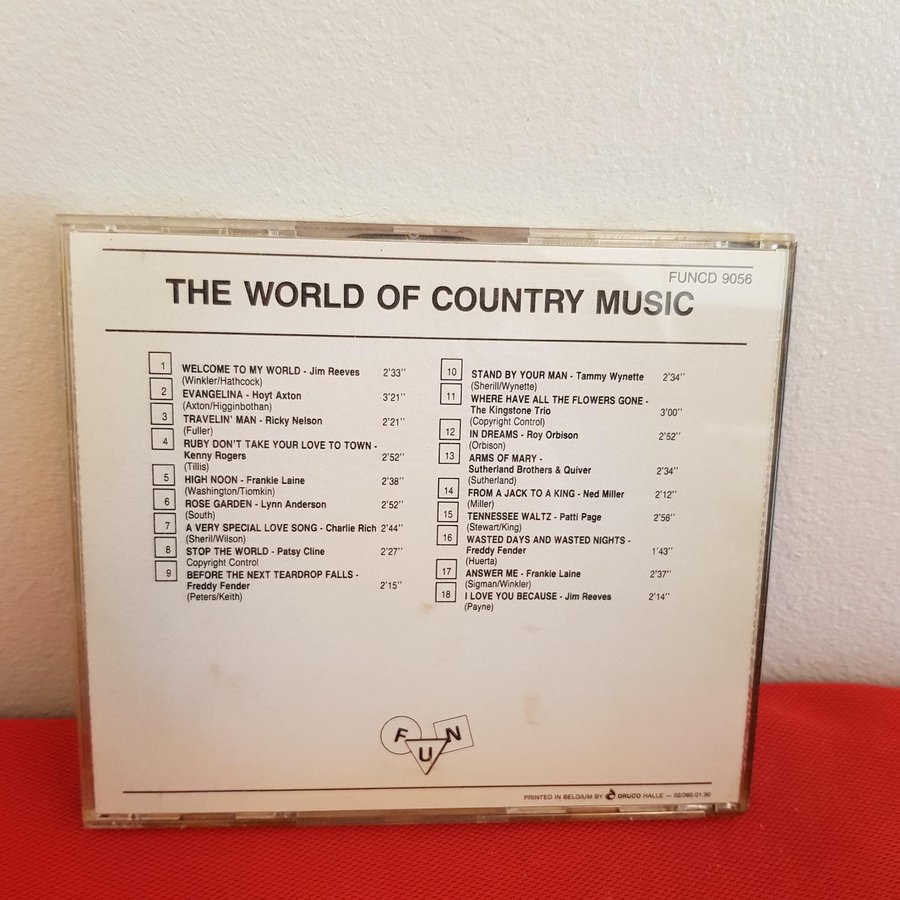 FUNCD 9056
THE WORLD OF COUNTRY MUSIC
1 WELCOME TO MY WORLD - Jim Reeves 2'33''
(Winkler/Hathcock)
2 EVANGELINA - Hoyt Axton 3'21''
(Axton/Higginbothan)
3 TRAVELIN' MAN - Ricky Nelson 2'21''
(Fuller)
4 RUBY DON'T TAKE YOUR LOVE TO TOWN -
Kenny Rogers 2'52''
(Tillis)
5 HIGH NOON - Frankie Laine 2'38''
(Washington/Tiomkin)
6 ROSE GARDEN - Lynn Anderson 2'52''
(South)
7 A VERY SPECIAL LOVE SONG - Charlie Rich 2'44''
(Sheril/Wilson)
8 STOP THE WORLD - Patsy Cline 2'27''
Copyright Control
9 BEFORE THE NEXT TEARDROP FALLS -
Freddy Fender 2'15''
(Peters/Keith)
10 STAND BY YOUR MAN - Tammy Wynette 2'34''
(Sherill/Wynette)
11 WHERE HAVE ALL THE FLOWERS GONE -
The Kingstone Trio 3'00''
(Copyright Control)
12 IN DREAMS - Roy Orbison 2'52''
(Orbison)
13 ARMS OF MARY -
Sutherland Brothers & Quiver 2'34''
(Sutherland)
14 FROM A JACK TO A KING - Ned Miller 2'12''
(Miller)
15 TENNESSEE WALTZ - Patti Page 2'56''
(Stewart/King)
16 WASTED DAYS AND WASTED NIGHTS -
Freddy Fender 1'43''
(Huerta)
17 ANSWER ME - Frankie Laine 2'37''
(Sigman/Winkler)
18 I LOVE YOU BECAUSE - Jim Reeves 2'14''
(Payne)
FUN
PRINTED IN BELGIUM BY DRUCO HALLE — 02/360.01.90